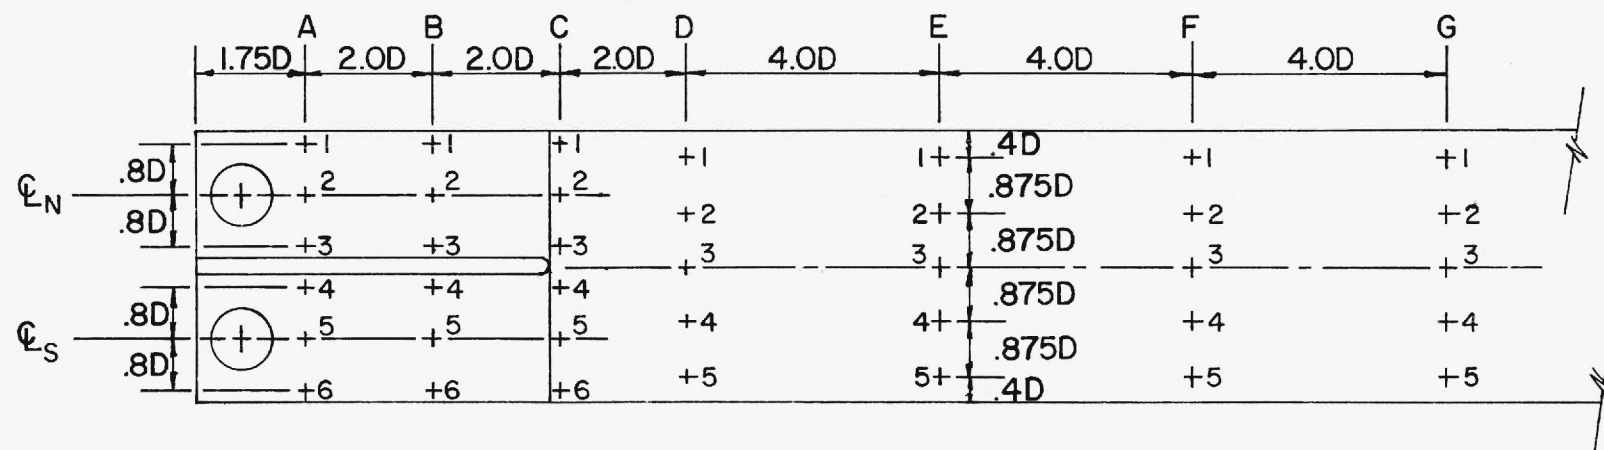 A B C D E F G
1.75D 2.0D 2.0D 2.0D 4.0D 4.0D 4.0D
+1 +1 +1 .4D
.8D +1 1+ +1 +1
℄N +2 +2 +2 .875D
.8D +2 2+ +2 +2
+3 +3 +3 .875D
+3 3+ +3 +3
+4 +4 +4 .875D
.8D +4 4+ +4 +4
℄S +5 +5 +5 .875D
.8D +5 5+ +5 +5
+6 +6 +6 .4D